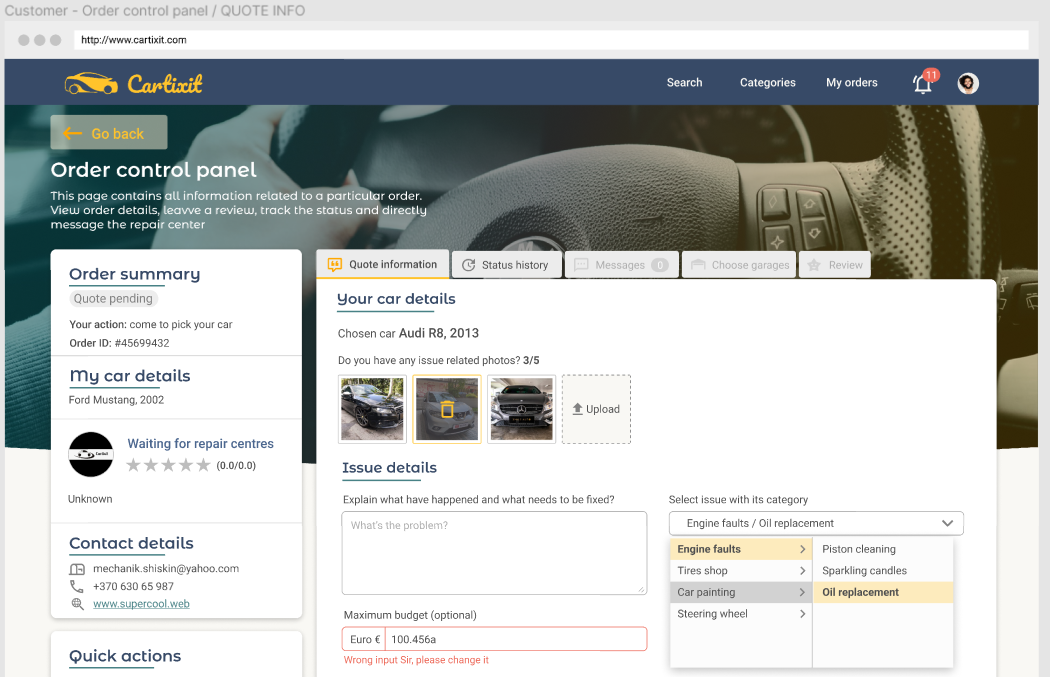 Customer - Order control panel / QUOTE INFO
http://www.cartixit.com
Cartixit
Search
Categories
My orders
11
Go back
Order control panel
This page contains all information related to a particular order.
View order details, leavve a review, track the status and directly
message the repair center
Order summary
Quote pending
Your action: come to pick your car
Order ID: #45699432
My car details
Ford Mustang, 2002
Waiting for repair centres
(0.0/0.0)
Cartixit
Unknown
Contact details
mechanik.shiskin@yahoo.com
+370 630 65 987
www.supercool.web
Quick actions
Quote information
Status history
Messages 0
Choose garages
Review
Your car details
Chosen car Audi R8, 2013
Do you have any issue related photos? 3/5
Upload
Issue details
Explain what have happened and what needs to be fixed?
What's the problem?
Maximum budget (optional)
Euro € 100.456a
Wrong input Sir, please change it
Select issue with its category
Engine faults / Oil replacement
Engine faults
Tires shop
Car painting
Steering wheel
Piston cleaning
Sparkling candles
Oil replacement